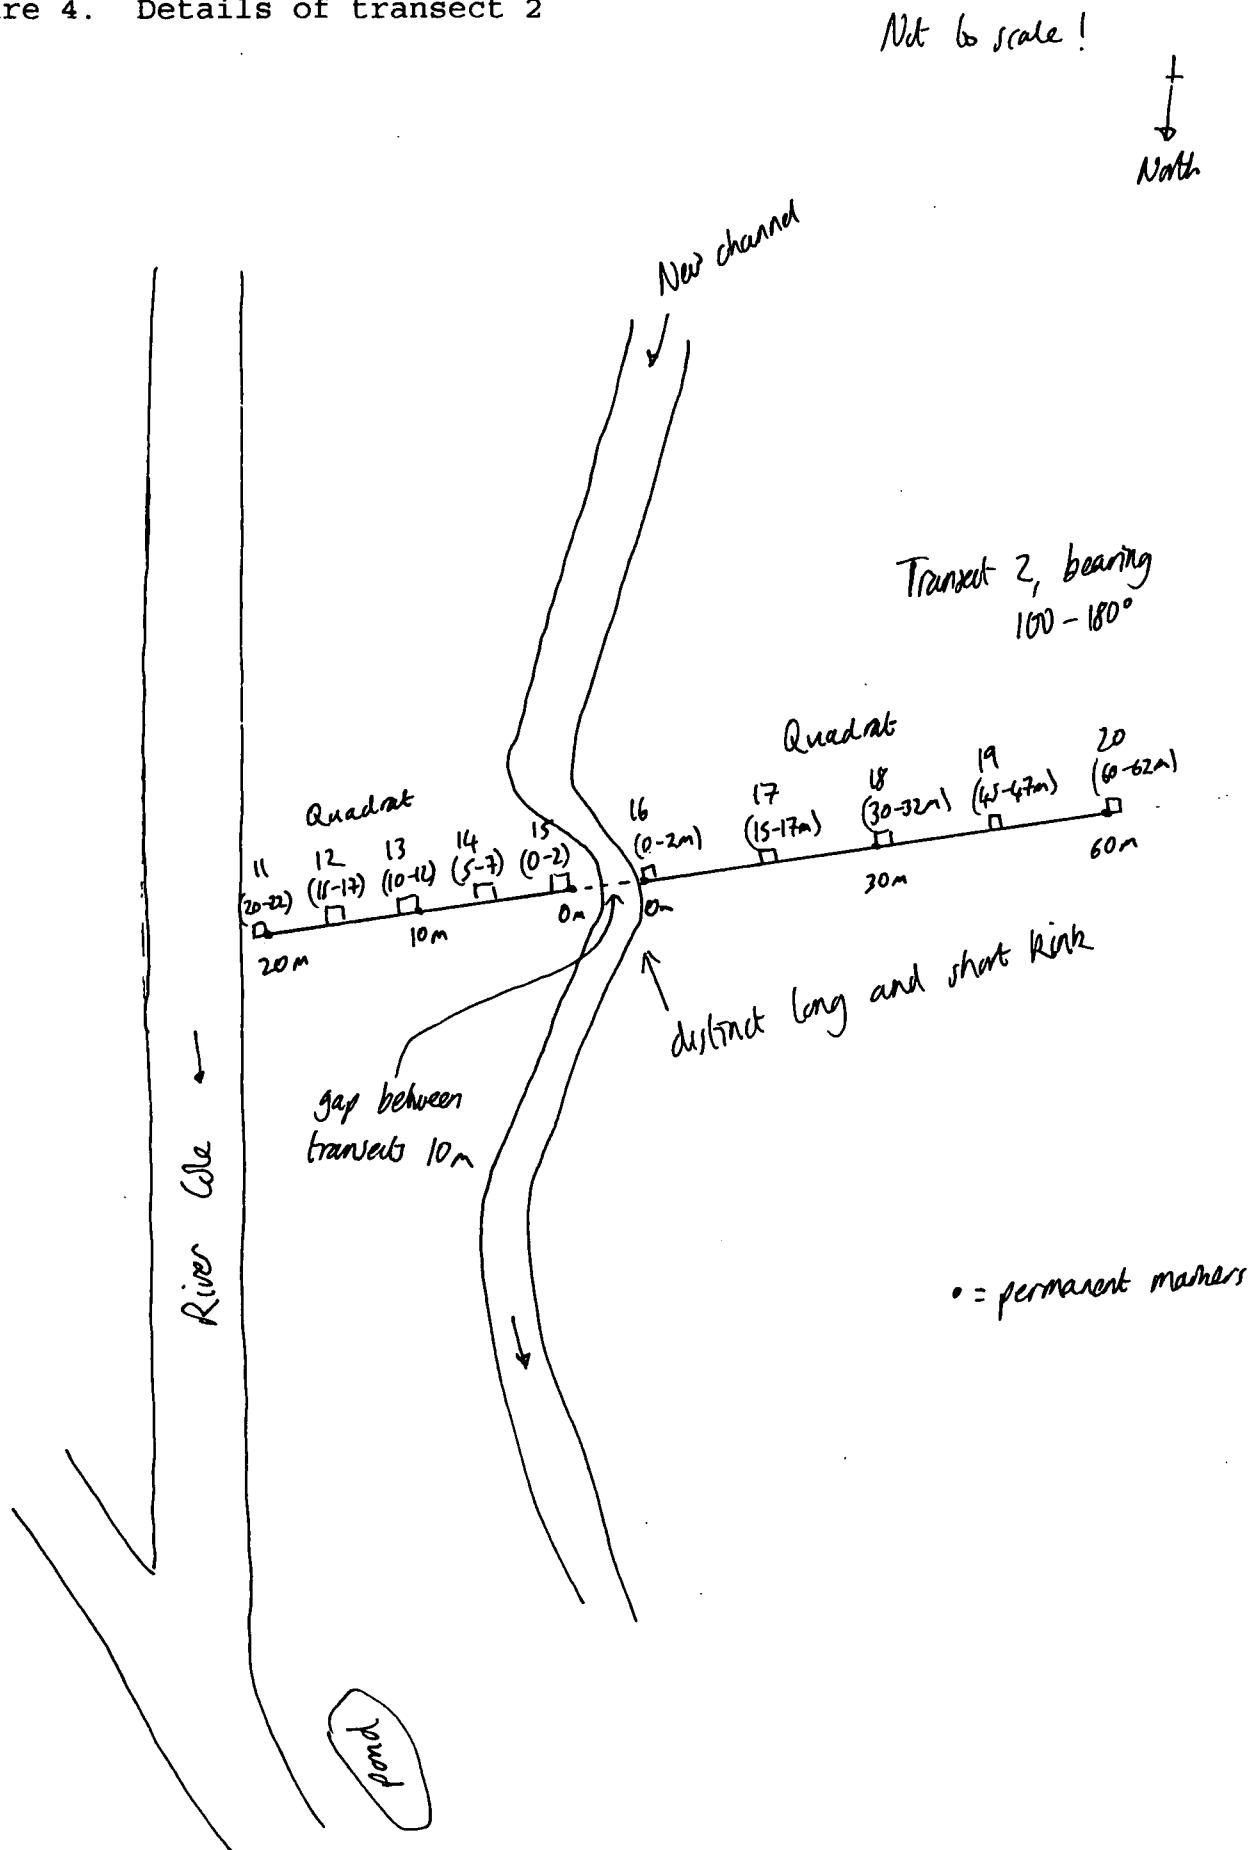 re 4. Details of transect 2
Not to scale!
North
New channel
Transect 2, bearing
100 - 180°
Quadrat
20
(60-62m)
19
(45-47m)
18
(30-32m)
17
(15-17m)
16
(0-2m)
Quadrat
15
(0-2)
14
(5-7)
13
(10-12)
12
(15-17)
11
(20-22)
60m
30m
0m
0m
10m
20m
distinct long and short kink
gap between
transects 10m
River Cole
• = permanent markers
pond